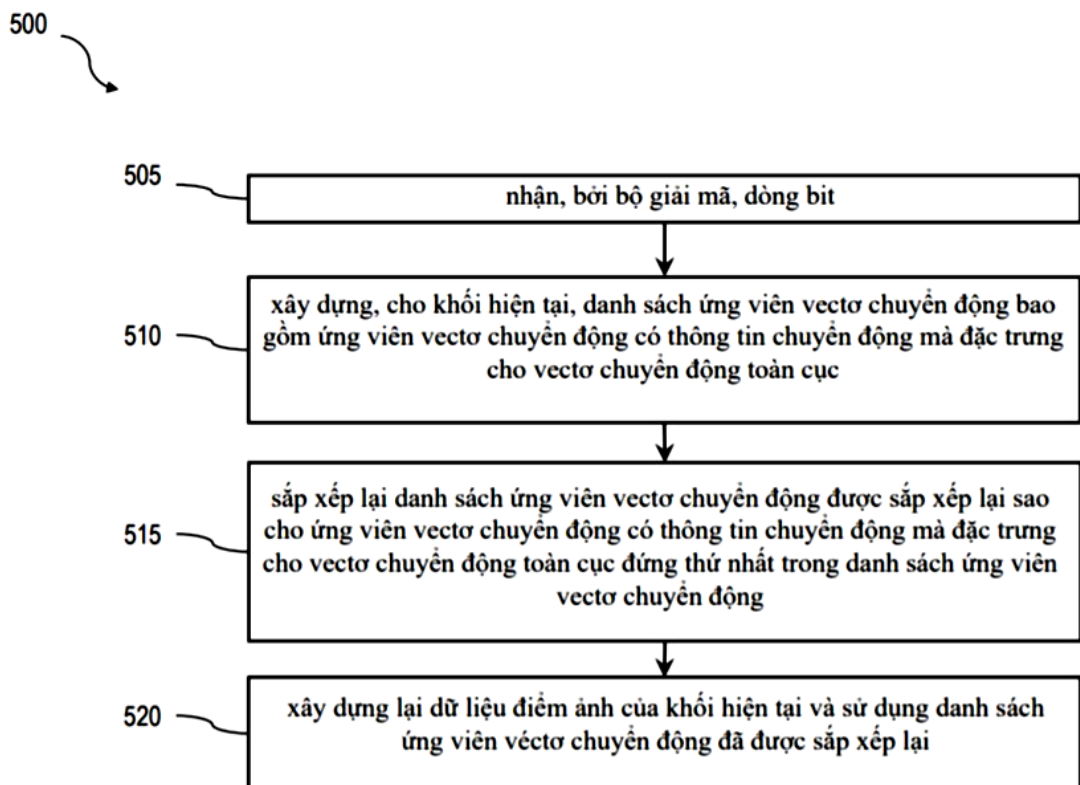 500
505
nhận, bởi bộ giải mã, dòng bit
510
xây dựng, cho khối hiện tại, danh sách ứng viên vectơ chuyển động bao
gồm ứng viên vectơ chuyển động có thông tin chuyển động mà đặc trưng
cho vectơ chuyển động toàn cục
515
sắp xếp lại danh sách ứng viên vectơ chuyển động được sắp xếp lại sao
cho ứng viên vectơ chuyển động có thông tin chuyển động mà đặc trưng
cho vectơ chuyển động toàn cục đứng thứ nhất trong danh sách ứng viên
vectơ chuyển động
520
xây dựng lại dữ liệu điểm ảnh của khối hiện tại và sử dụng danh sách
ứng viên véctơ chuyển động đã được sắp xếp lại